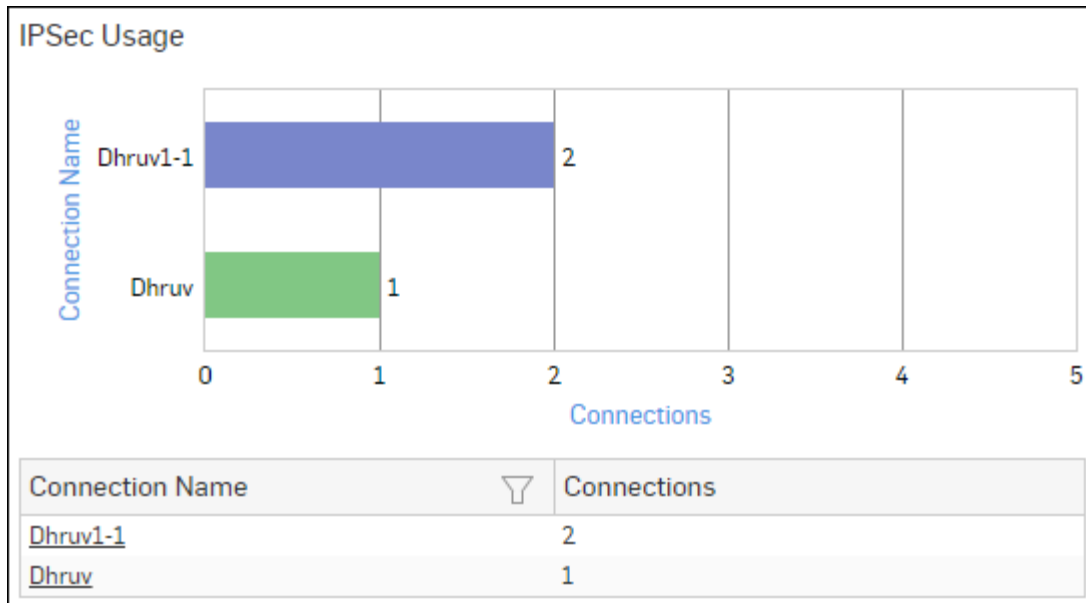 IPSec Usage
Connection Name
Dhruv1-1
2
Dhruv
1
0 1 2 3 4 5
Connections
Connection Name Connections
Dhruv1-1 2
Dhruv 1